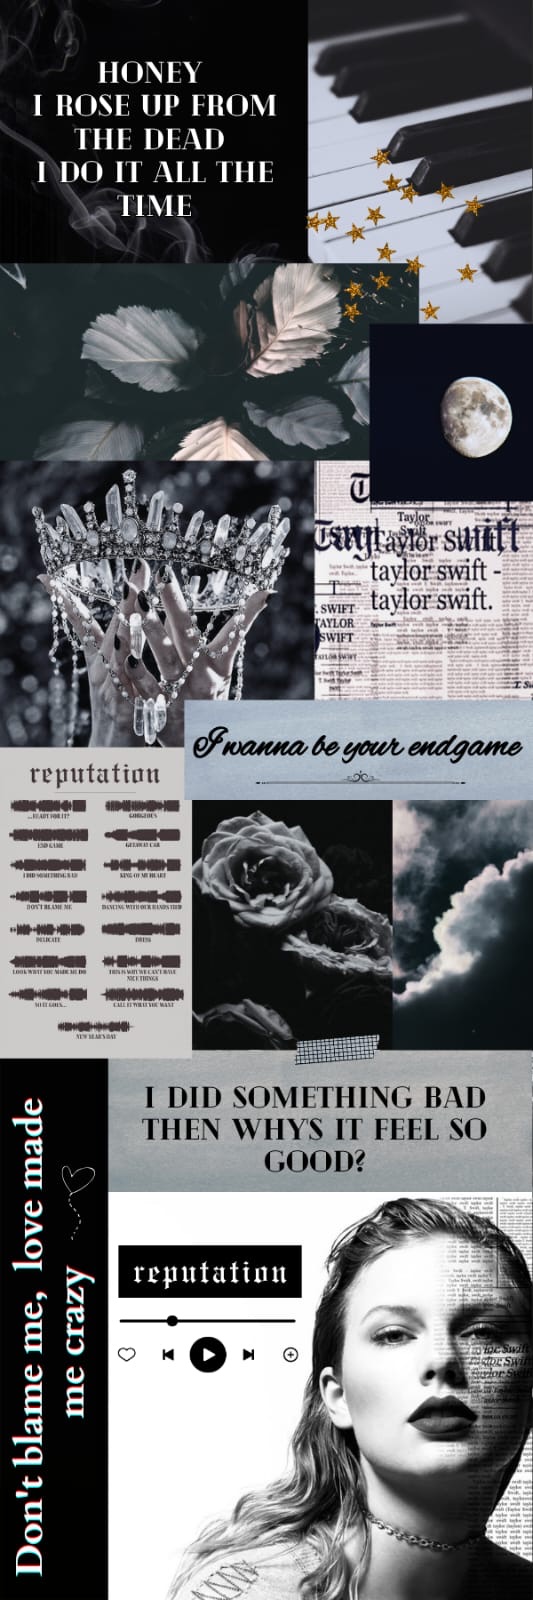 HONEY
I ROSE UP FROM
THE DEAD
I DO IT ALL THE
TIME
Taylor
taylor swift
taylor swift -
taylor swift.
SWIFT
TAYLOR
SWIFT
I wanna be your endgame
reputation
...READY FOR IT?
GORGEOUS
END GAME
GETAWAY CAR
I DID SOMETHING BAD
KING OF MY HEART
DON'T BLAME ME
DANCING WITH OUR HANDS TIED
DELICATE
DRESS
LOOK WHAT YOU MADE ME DO
THIS IS WHY WE CAN'T HAVE
NICE THINGS
SO IT GOES...
CALL IT WHAT YOU WANT
NEW YEAR'S DAY
I DID SOMETHING BAD
THEN WHY'S IT FEEL SO
GOOD?
Don't blame me, love made
me crazy
reputation